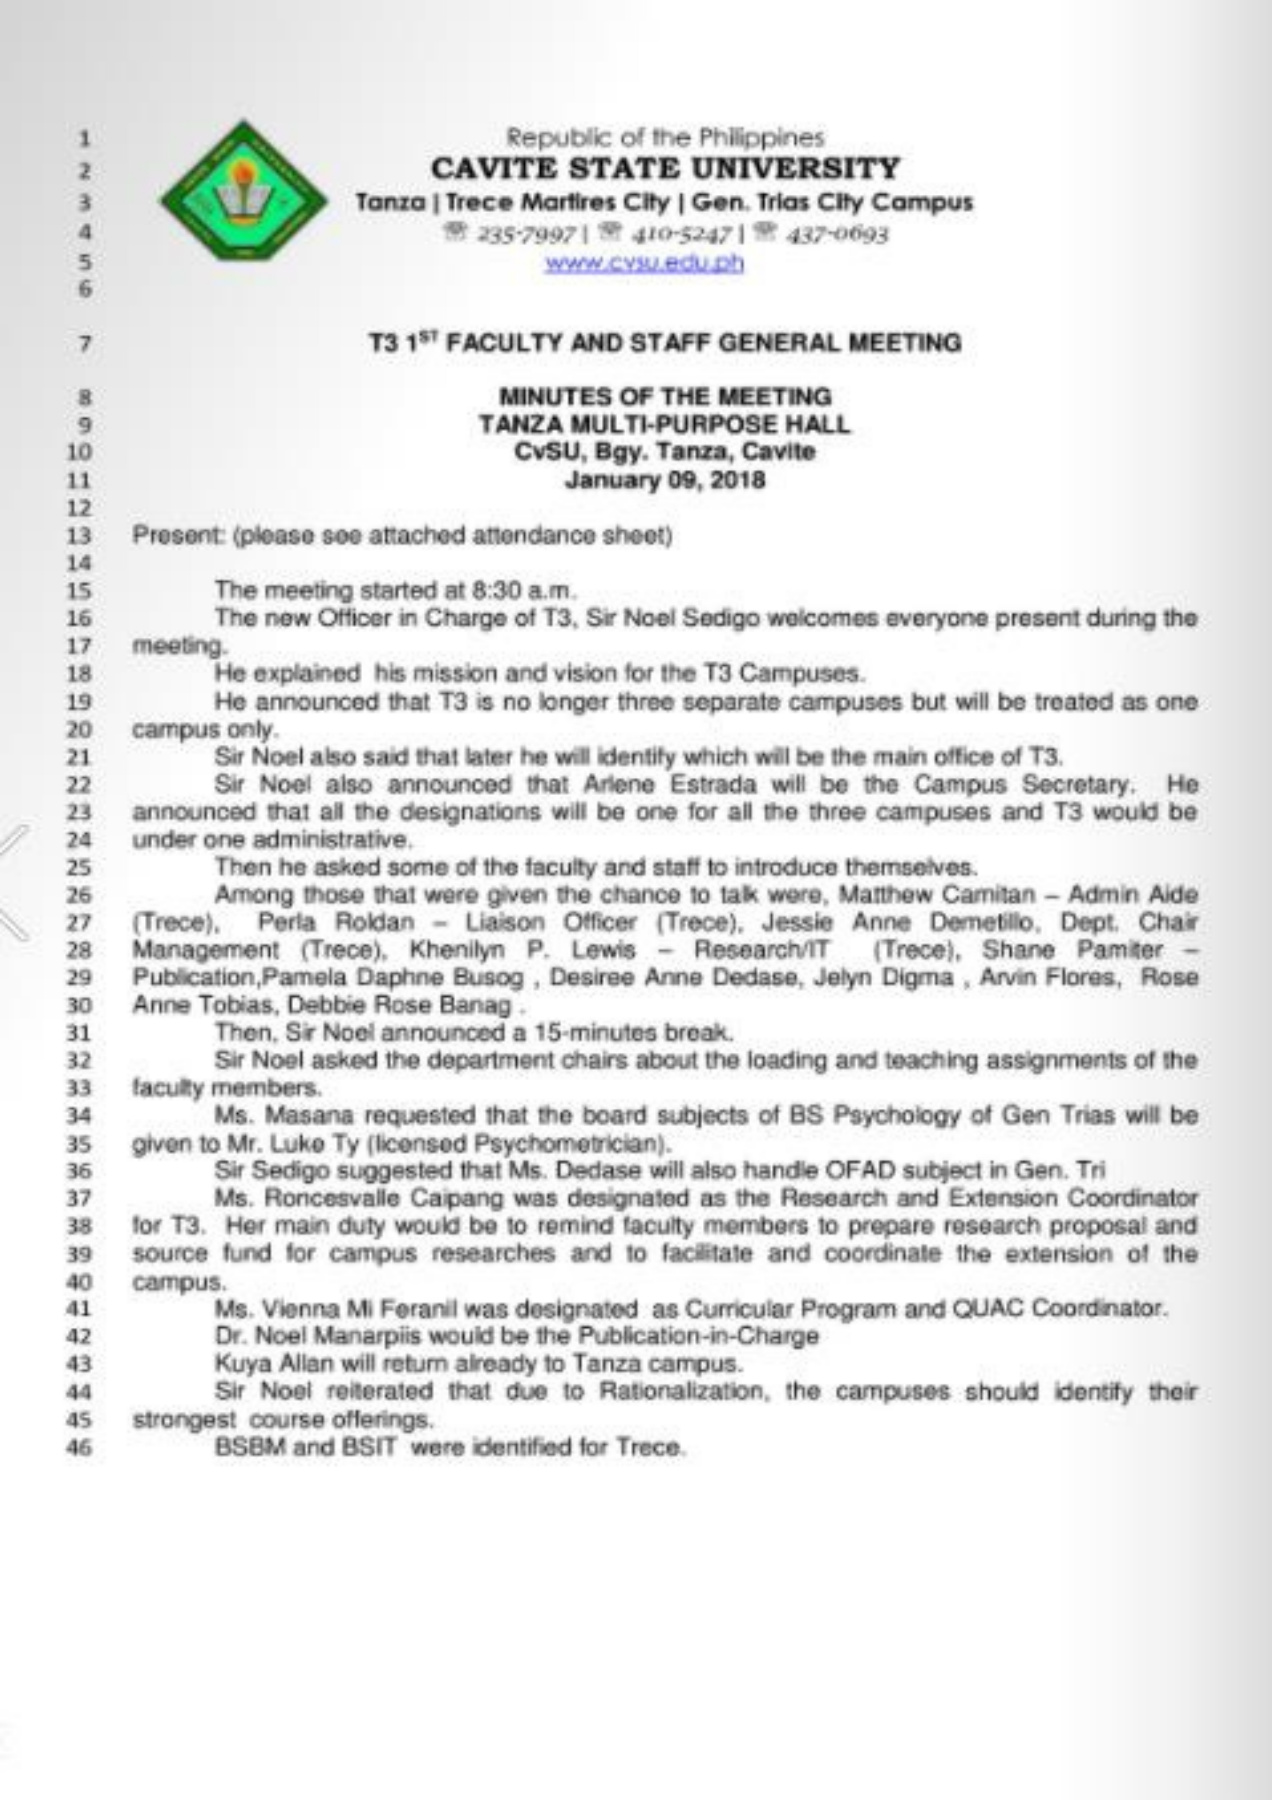 1 Republic of the Philippines
2 CAVITE STATE UNIVERSITY
3 Tanza | Trece Martires City | Gen. Trias City Campus
4 ☏ 235-7997 | ☏ 410-5247 | ☏ 437-0693
5 www.cvsu.edu.ph
6
7 T3 1ST FACULTY AND STAFF GENERAL MEETING
8 MINUTES OF THE MEETING
9 TANZA MULTI-PURPOSE HALL
10 CvSU, Bgy. Tanza, Cavite
11 January 09, 2018
12
13 Present: (please see attached attendance sheet)
14
15 The meeting started at 8:30 a.m.
16 The new Officer in Charge of T3, Sir Noel Sedigo welcomes everyone present during the
17 meeting.
18 He explained his mission and vision for the T3 Campuses.
19 He announced that T3 is no longer three separate campuses but will be treated as one
20 campus only.
21 Sir Noel also said that later he will identify which will be the main office of T3.
22 Sir Noel also announced that Arlene Estrada will be the Campus Secretary. He
23 announced that all the designations will be one for all the three campuses and T3 would be
24 under one administrative.
25 Then he asked some of the faculty and staff to introduce themselves.
26 Among those that were given the chance to talk were, Matthew Camitan – Admin Aide
27 (Trece), Perla Roldan – Liaison Officer (Trece), Jessie Anne Demetillo, Dept. Chair
28 Management (Trece), Khenilyn P. Lewis – Research/IT (Trece), Shane Pamiter –
29 Publication,Pamela Daphne Busog , Desiree Anne Dedase, Jelyn Digma , Arvin Flores, Rose
30 Anne Tobias, Debbie Rose Banag .
31 Then, Sir Noel announced a 15-minutes break.
32 Sir Noel asked the department chairs about the loading and teaching assignments of the
33 faculty members.
34 Ms. Masana requested that the board subjects of BS Psychology of Gen Trias will be
35 given to Mr. Luke Ty (licensed Psychometrician).
36 Sir Sedigo suggested that Ms. Dedase will also handle OFAD subject in Gen. Tri
37 Ms. Roncesvalle Caipang was designated as the Research and Extension Coordinator
38 for T3. Her main duty would be to remind faculty members to prepare research proposal and
39 source fund for campus researches and to facilitate and coordinate the extension of the
40 campus.
41 Ms. Vienna Mi Feranil was designated as Curricular Program and QUAC Coordinator.
42 Dr. Noel Manarpiis would be the Publication-in-Charge
43 Kuya Allan will return already to Tanza campus.
44 Sir Noel reiterated that due to Rationalization, the campuses should identify their
45 strongest course offerings.
46 BSBM and BSIT were identified for Trece.